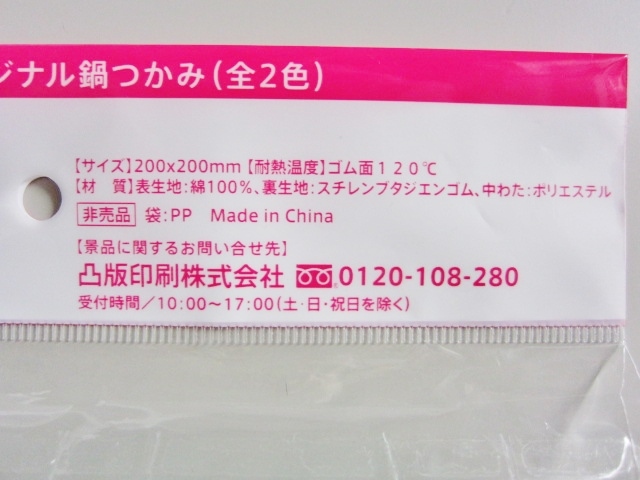 ジナル鍋つかみ(全2色)
【サイズ】200x200mm【耐熱温度】ゴム面120℃
【材　質】表生地:綿100%、裏生地:スチレンブタジエンゴム、中わた:ポリエステル
非売品 袋:PP Made in China
【景品に関するお問い合せ先】
凸版印刷株式会社 0120-108-280
受付時間/10:00〜17:00(土・日・祝日を除く)